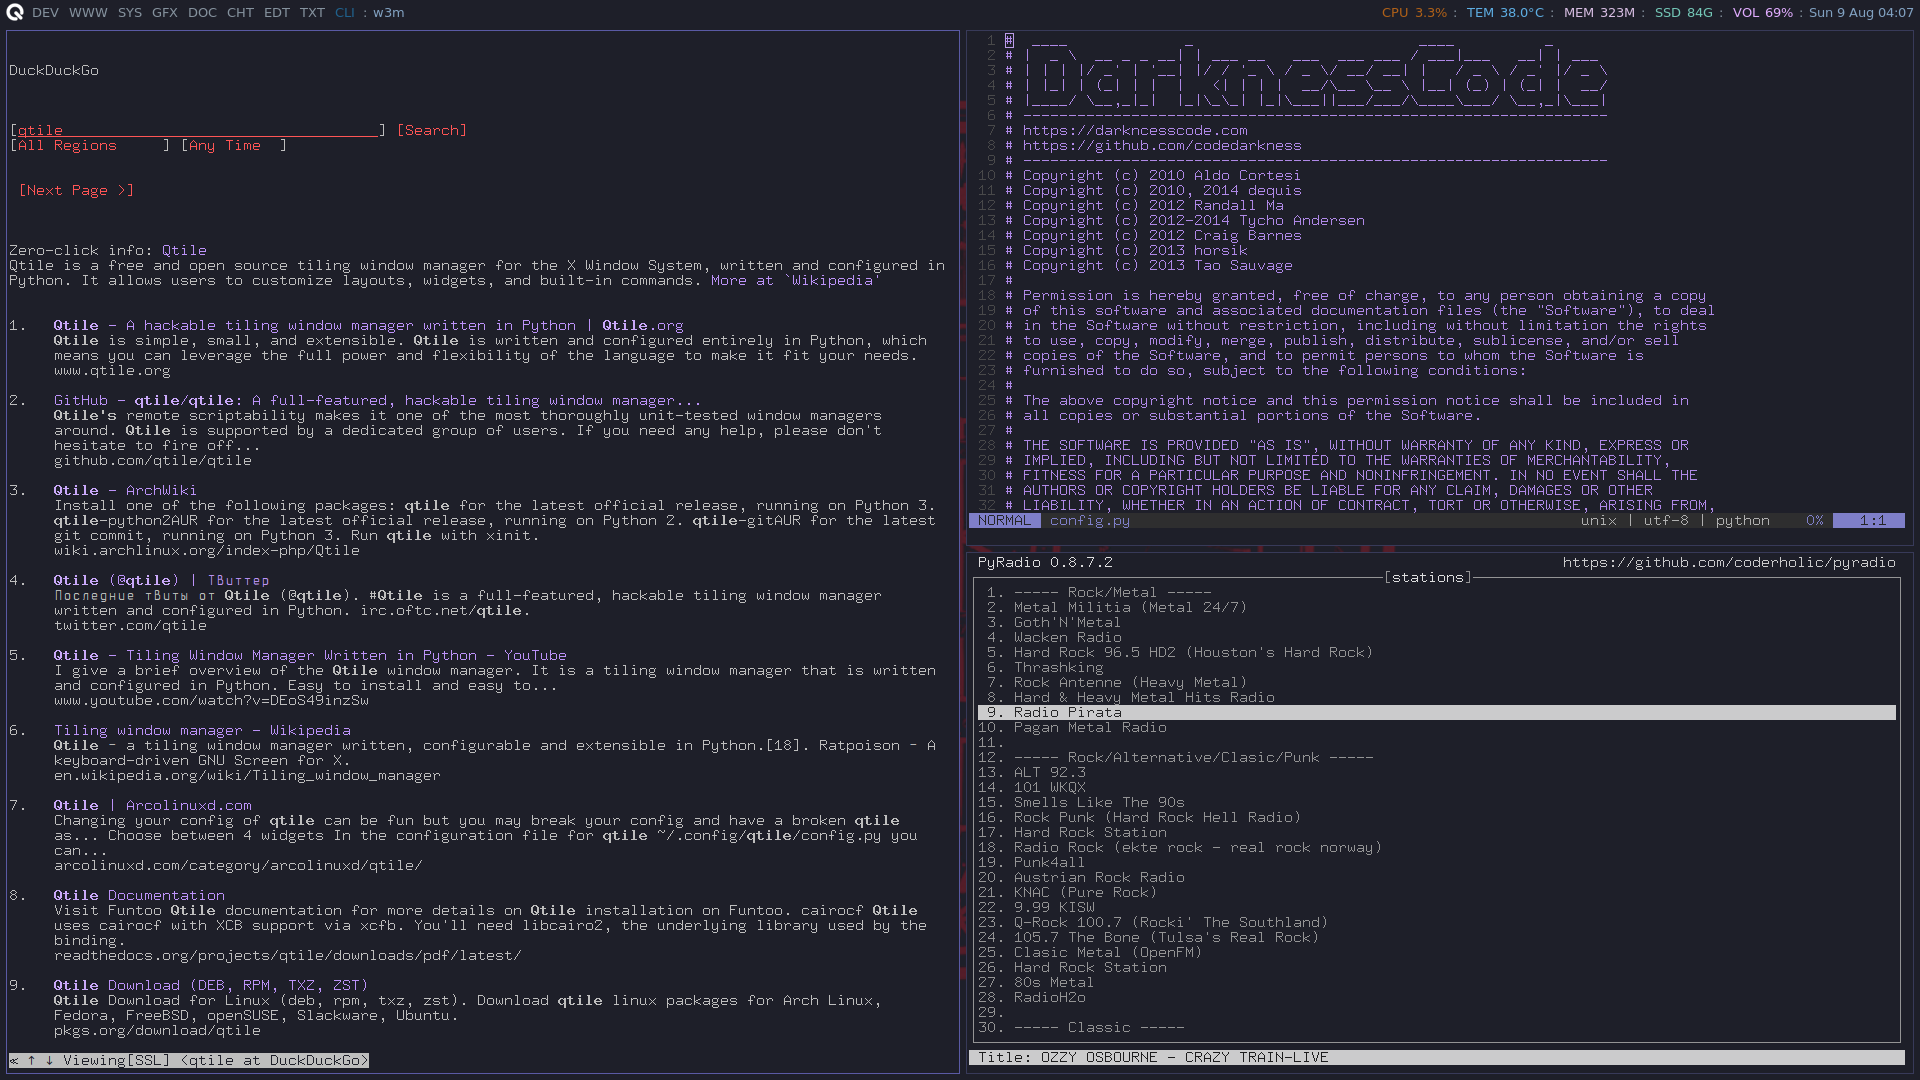 DEV WWW SYS GFX DOC CHT EDT TXT CLI : w3m
CPU 3.3% : TEM 38.0°C : MEM 323M : SSD 84G : VOL 69% : Sun 9 Aug 04:07
DuckDuckGo
[qtile] [Search]
[All Regions ] [Any Time ]
[Next Page >]
Zero-click info: Qtile
Qtile is a free and open source tiling window manager for the X Window System, written and configured in
Python. It allows users to customize layouts, widgets, and built-in commands. More at `Wikipedia'
1. Qtile - A hackable tiling window manager written in Python | Qtile.org
Qtile is simple, small, and extensible. Qtile is written and configured entirely in Python, which
means you can leverage the full power and flexibility of the language to make it fit your needs.
www.qtile.org
2. GitHub - qtile/qtile: A full-featured, hackable tiling window manager...
Qtile's remote scriptability makes it one of the most thoroughly unit-tested window managers
around. Qtile is supported by a dedicated group of users. If you need any help, please don't
hesitate to fire off...
github.com/qtile/qtile
3. Qtile - ArchWiki
Install one of the following packages: qtile for the latest official release, running on Python 3.
qtile-python2AUR for the latest official release, running on Python 2. qtile-gitAUR for the latest
git commit, running on Python 3. Run qtile with xinit.
wiki.archlinux.org/index-php/Qtile
4. Qtile (@qtile) | Твиттер
Последние твиты от Qtile (@qtile). #Qtile is a full-featured, hackable tiling window manager
written and configured in Python. irc.oftc.net/qtile.
twitter.com/qtile
5. Qtile - Tiling Window Manager Written in Python - YouTube
I give a brief overview of the Qtile window manager. It is a tiling window manager that is written
and configured in Python. Easy to install and easy to...
www.youtube.com/watch?v=DEoS49inzSw
6. Tiling window manager - Wikipedia
Qtile - a tiling window manager written, configurable and extensible in Python.[18]. Ratpoison - A
keyboard-driven GNU Screen for X.
en.wikipedia.org/wiki/Tiling_window_manager
7. Qtile | Arcolinuxd.com
Changing your config of qtile can be fun but you may break your config and have a broken qtile
as... Choose between 4 widgets In the configuration file for qtile ~/.config/qtile/config.py you
can...
arcolinuxd.com/category/arcolinuxd/qtile/
8. Qtile Documentation
Visit Funtoo Qtile documentation for more details on Qtile installation on Funtoo. cairocf Qtile
uses cairocf with XCB support via xcfb. You'll need libcairo2, the underlying library used by the
binding.
readthedocs.org/projects/qtile/downloads/pdf/latest/
9. Qtile Download (DEB, RPM, TXZ, ZST)
Qtile Download for Linux (deb, rpm, txz, zst). Download qtile linux packages for Arch Linux,
Fedora, FreeBSD, openSUSE, Slackware, Ubuntu.
pkgs.org/download/qtile
≪ ↑ ↓ Viewing[SSL] <qtile at DuckDuckGo>
DarknessCode
1 #
2 #
3 #
4 #
5 #
6 # -----------------------------------------------------------------
7 # https://darkncesscode.com
8 # https://github.com/codedarkness
9 # -----------------------------------------------------------------
10 # Copyright (c) 2010 Aldo Cortesi
11 # Copyright (c) 2010, 2014 dequis
12 # Copyright (c) 2012 Randall Ma
13 # Copyright (c) 2012-2014 Tycho Andersen
14 # Copyright (c) 2012 Craig Barnes
15 # Copyright (c) 2013 horsik
16 # Copyright (c) 2013 Tao Sauvage
17 #
18 # Permission is hereby granted, free of charge, to any person obtaining a copy
19 # of this software and associated documentation files (the "Software"), to deal
20 # in the Software without restriction, including without limitation the rights
21 # to use, copy, modify, merge, publish, distribute, sublicense, and/or sell
22 # copies of the Software, and to permit persons to whom the Software is
23 # furnished to do so, subject to the following conditions:
24 #
25 # The above copyright notice and this permission notice shall be included in
26 # all copies or substantial portions of the Software.
27 #
28 # THE SOFTWARE IS PROVIDED "AS IS", WITHOUT WARRANTY OF ANY KIND, EXPRESS OR
29 # IMPLIED, INCLUDING BUT NOT LIMITED TO THE WARRANTIES OF MERCHANTABILITY,
30 # FITNESS FOR A PARTICULAR PURPOSE AND NONINFRINGEMENT. IN NO EVENT SHALL THE
31 # AUTHORS OR COPYRIGHT HOLDERS BE LIABLE FOR ANY CLAIM, DAMAGES OR OTHER
32 # LIABILITY, WHETHER IN AN ACTION OF CONTRACT, TORT OR OTHERWISE, ARISING FROM,
NORMAL config.py unix | utf-8 | python 0% 1:1
PyRadio 0.8.7.2 https://github.com/coderholic/pyradio
[stations]
1. ----- Rock/Metal -----
2. Metal Militia (Metal 24/7)
3. Goth'N'Metal
4. Wacken Radio
5. Hard Rock 96.5 HD2 (Houston's Hard Rock)
6. Thrashking
7. Rock Antenne (Heavy Metal)
8. Hard & Heavy Metal Hits Radio
9. Radio Pirata
10. Pagan Metal Radio
11.
12. ----- Rock/Alternative/Clasic/Punk -----
13. ALT 92.3
14. 101 WKQX
15. Smells Like The 90s
16. Rock Punk (Hard Rock Hell Radio)
17. Hard Rock Station
18. Radio Rock (ekte rock - real rock norway)
19. Punk4all
20. Austrian Rock Radio
21. KNAC (Pure Rock)
22. 9.99 KISW
23. Q-Rock 100.7 (Rocki' The Southland)
24. 105.7 The Bone (Tulsa's Real Rock)
25. Clasic Metal (OpenFM)
26. Hard Rock Station
27. 80s Metal
28. RadioH2o
29.
30. ----- Classic -----
Title: OZZY OSBOURNE - CRAZY TRAIN-LIVE